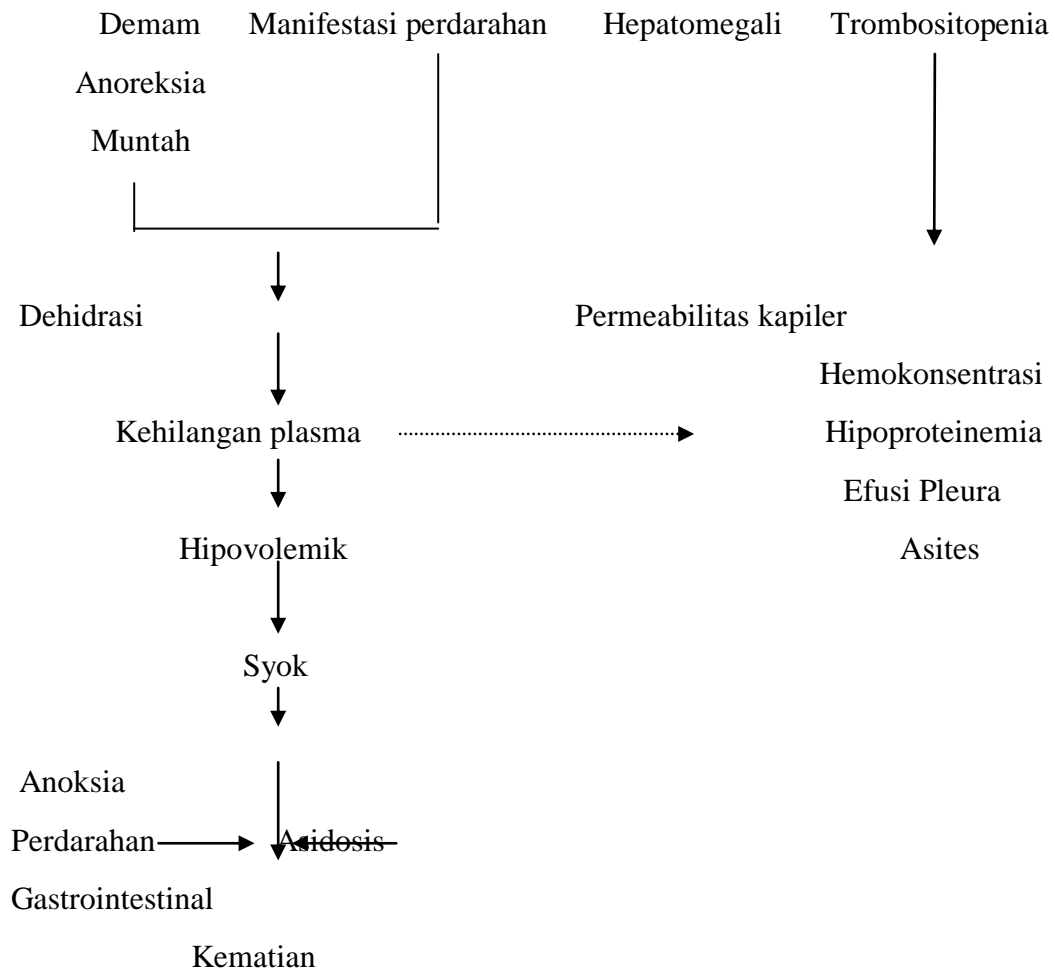 Demam Manifestasi perdarahan Hepatomegali Trombositopenia
Anoreksia
Muntah
Dehidrasi Permeabilitas kapiler
Hemokonsentrasi
Kehilangan plasma Hipoproteinemia
Efusi Pleura
Hipovolemik Asites
Syok
Anoksia
Perdarahan Asidosis
Gastrointestinal
Kematian